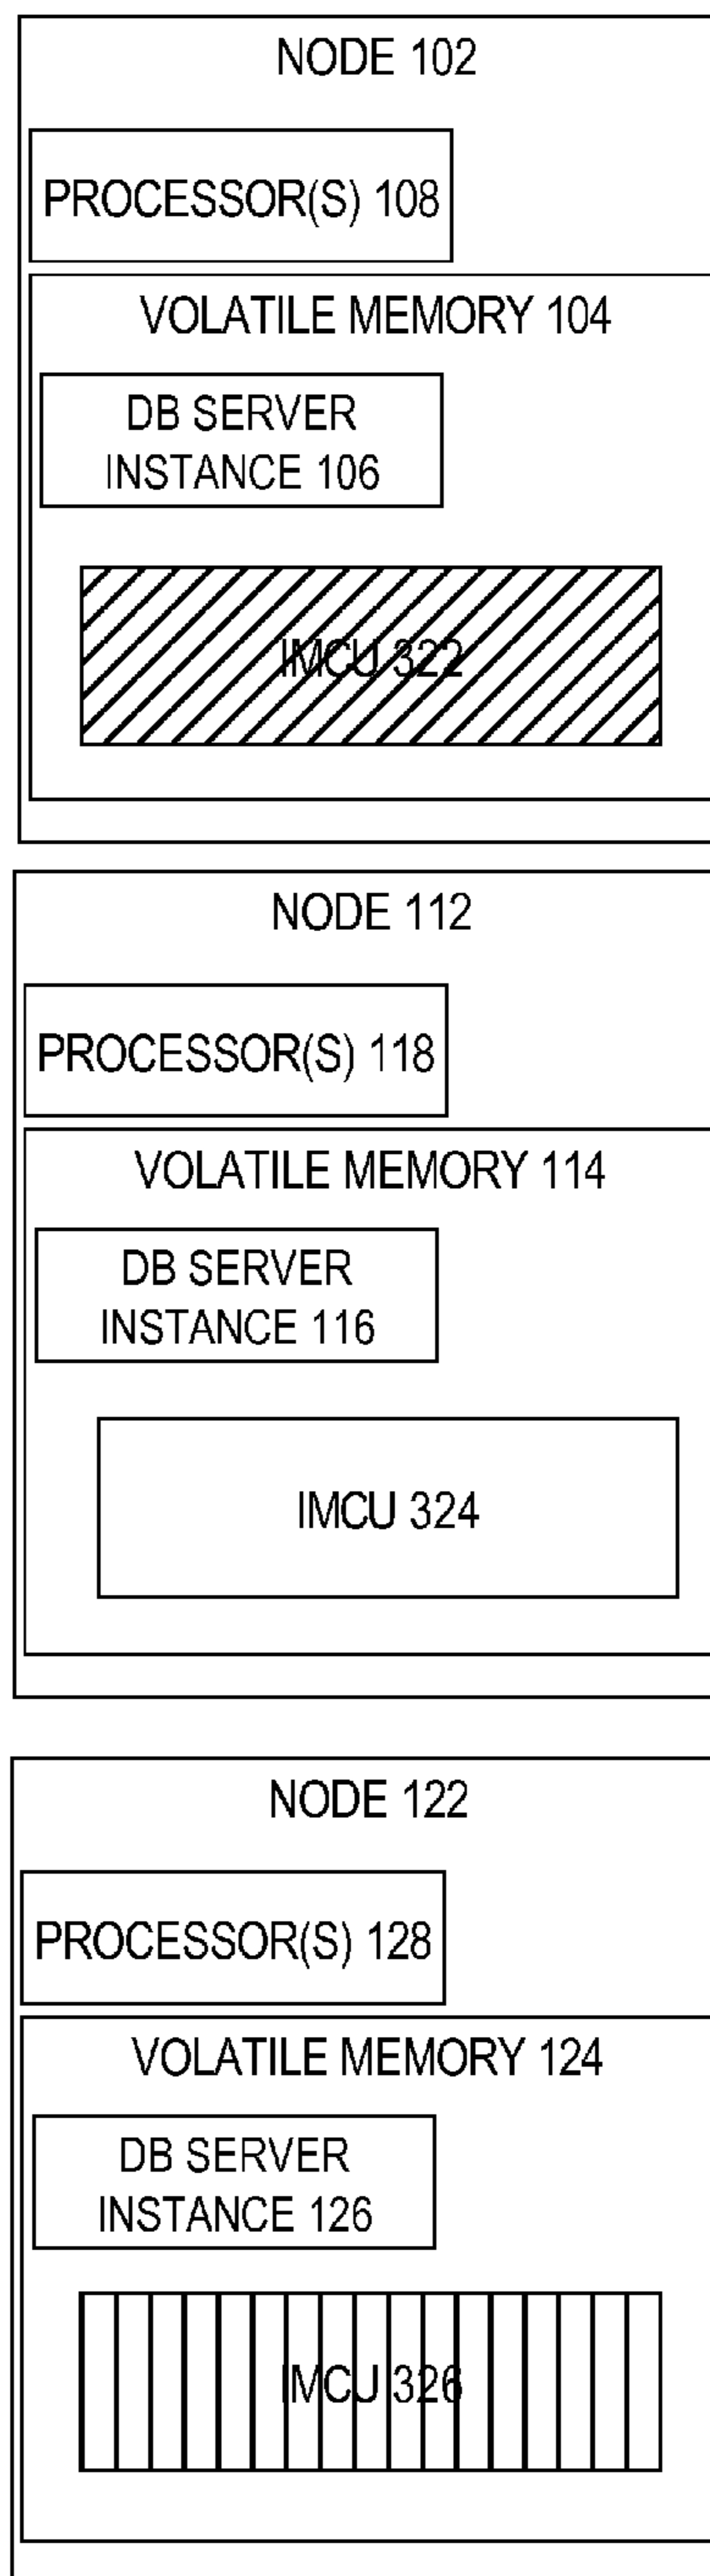 NODE 102
PROCESSOR(S) 108
VOLATILE MEMORY 104
DB SERVER
INSTANCE 106
IMCU 322
NODE 112
PROCESSOR(S) 118
VOLATILE MEMORY 114
DB SERVER
INSTANCE 116
IMCU 324
NODE 122
PROCESSOR(S) 128
VOLATILE MEMORY 124
DB SERVER
INSTANCE 126
IMCU 326